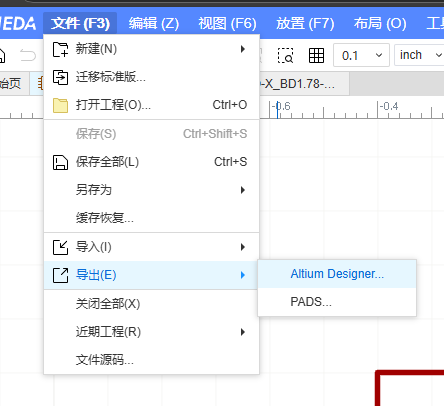 EDA 文件 (F3) 编辑 (Z) 视图 (F6) 放置 (F7) 布局 (O)
0.1 inch
始页 0-X_BD1.78-...
-0.6 -0.4
新建(N)
迁移标准版...
打开工程(O)... Ctrl+O
保存(S) Ctrl+Shift+S
保存全部(L) Ctrl+S
另存为
缓存恢复...
导入(I)
导出(E)
Altium Designer...
PADS...
关闭全部(X)
近期工程(R)
文件源码...